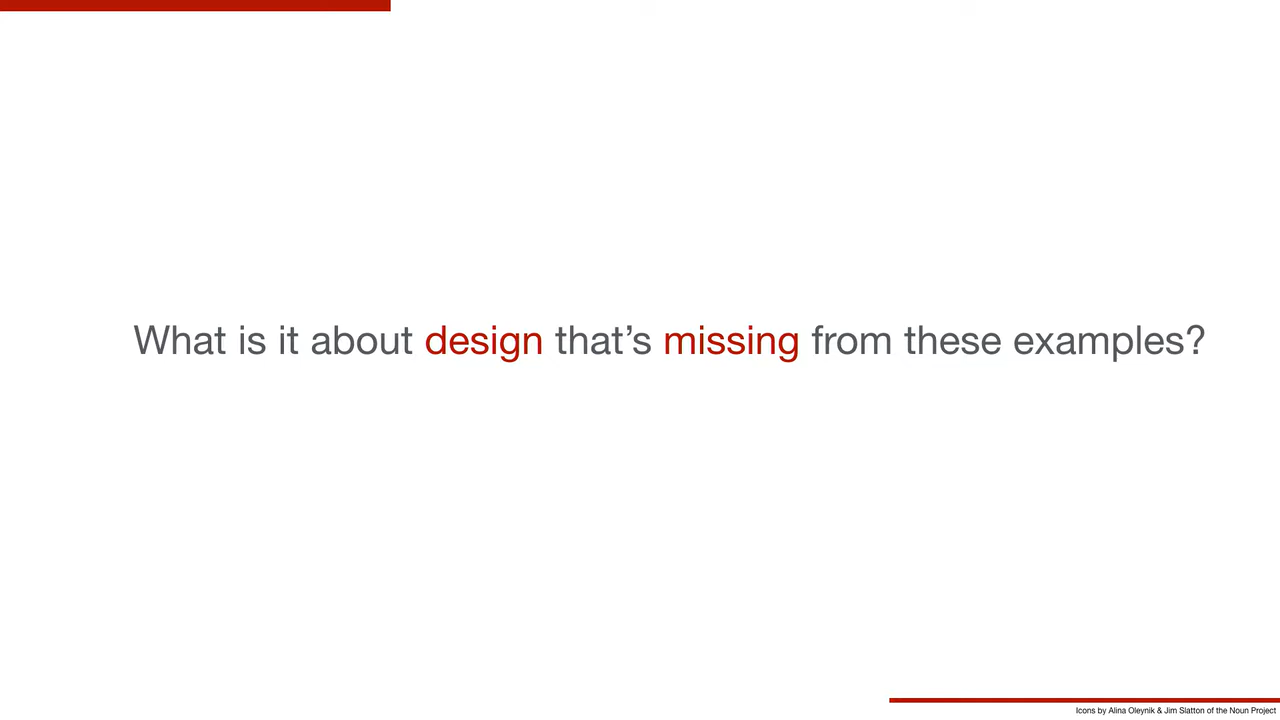 What is it about design that’s missing from these examples?
Icons by Alina Oleynik & Jim Slatton of the Noun Project